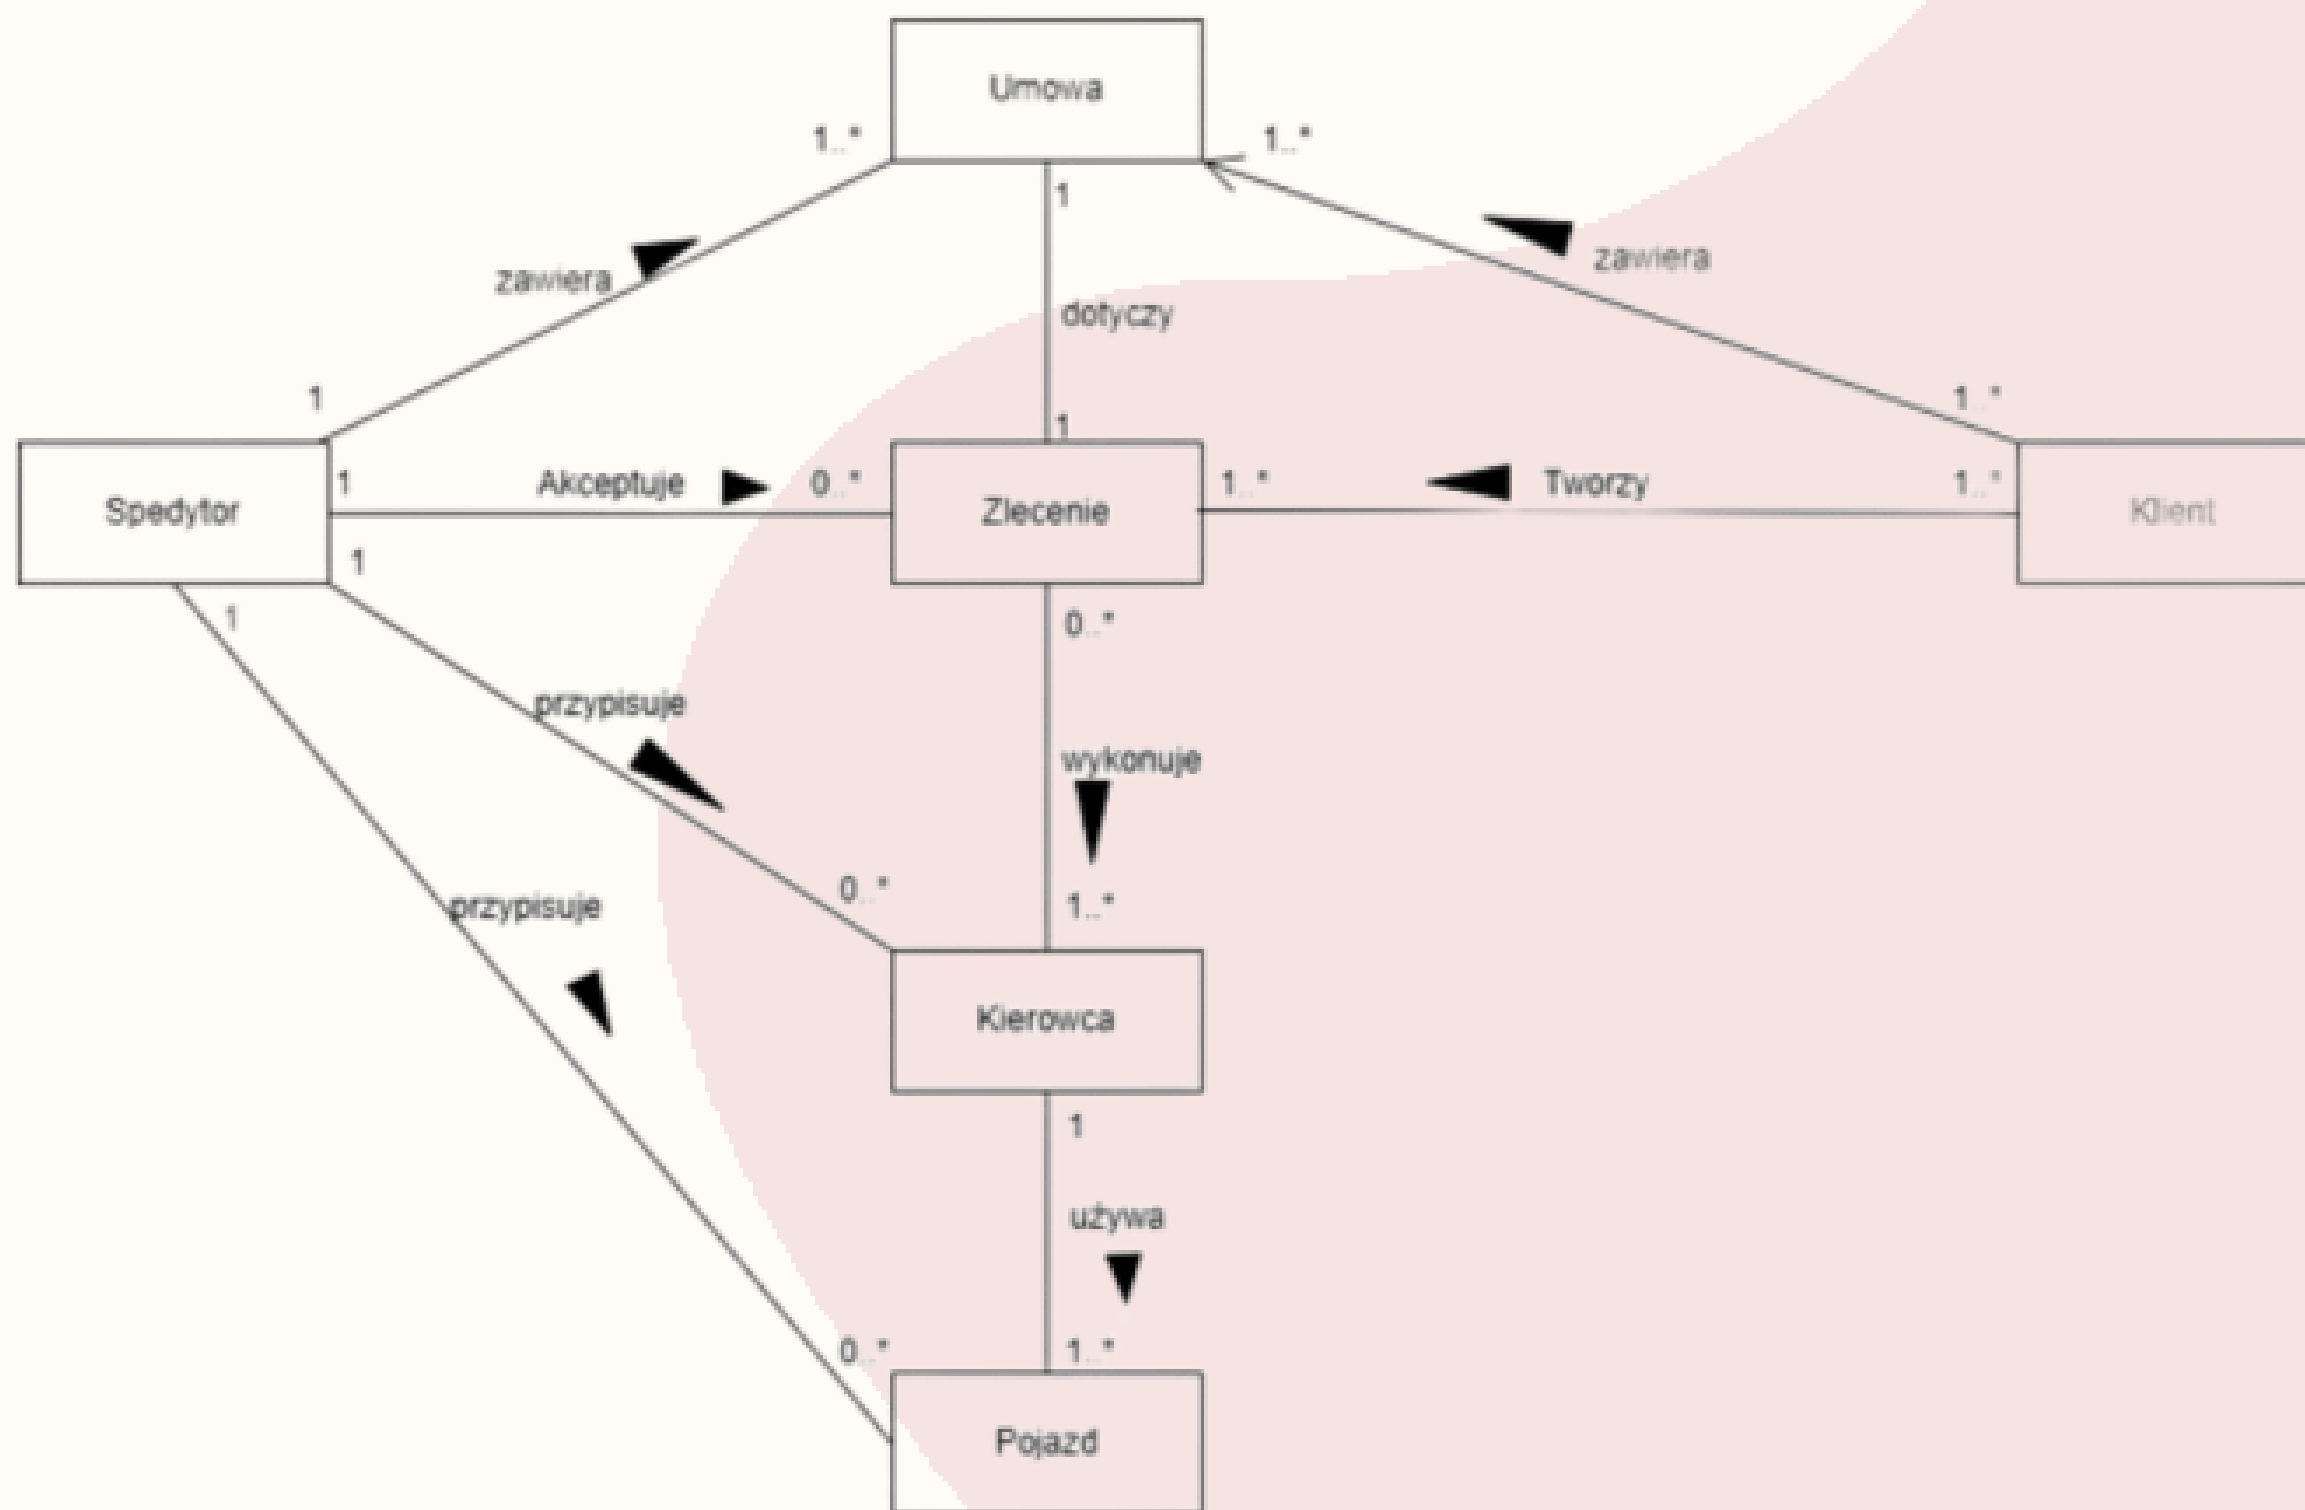 Umowa
1..*
1..*
1
zawiera
zawiera
dotyczy
1
1..*
1
1
Akceptuje
0..*
1..*
Tworzy
1..*
Spedytor
Zlecenie
Klient
1
1
0..*
przypisuje
wykonuje
0..*
1..*
przypisuje
Kierowca
1
używa
0..*
1..*
Pojazd